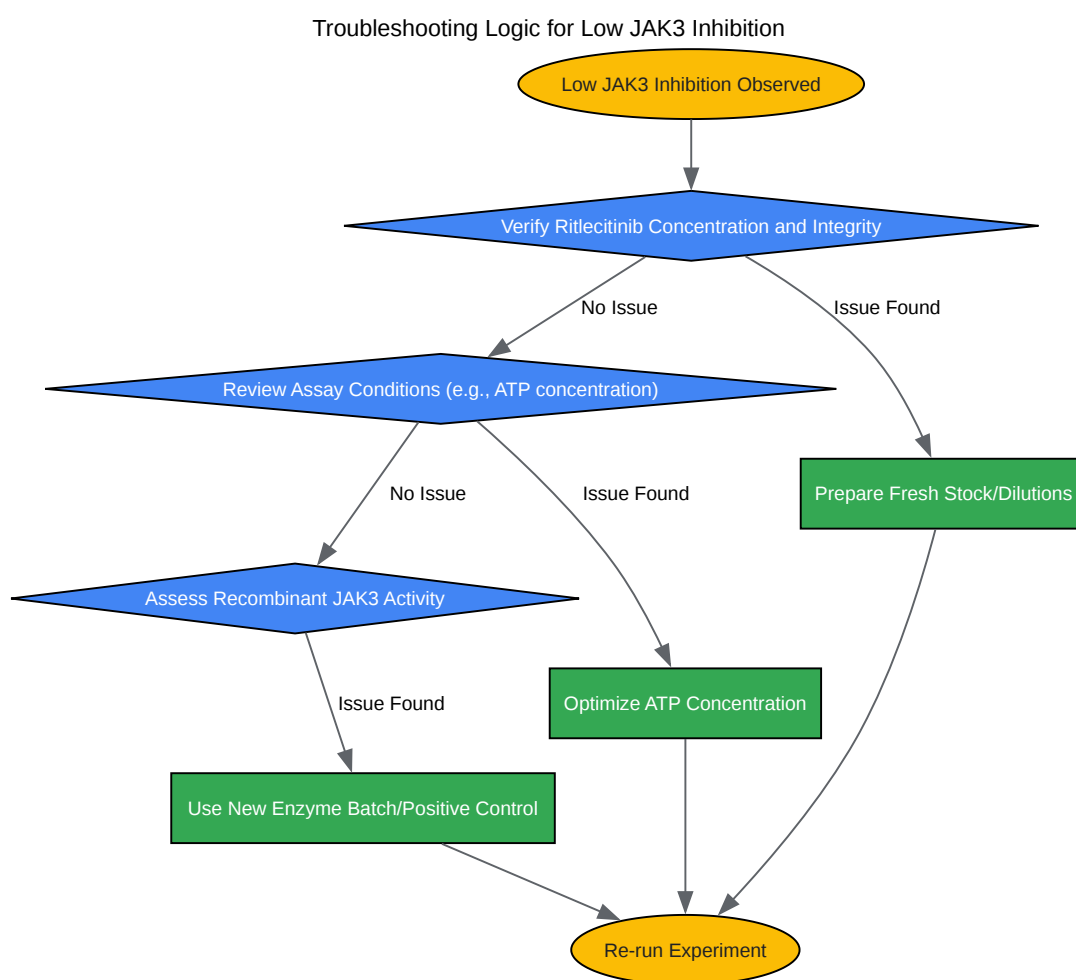 Troubleshooting Logic for Low JAK3 Inhibition
Low JAK3 Inhibition Observed
Verify Ritlecitinib Concentration and Integrity
No Issue
Issue Found
Review Assay Conditions (e.g., ATP concentration)
No Issue
Issue Found
Prepare Fresh Stock/Dilutions
Assess Recombinant JAK3 Activity
Issue Found
Optimize ATP Concentration
Use New Enzyme Batch/Positive Control
Re-run Experiment